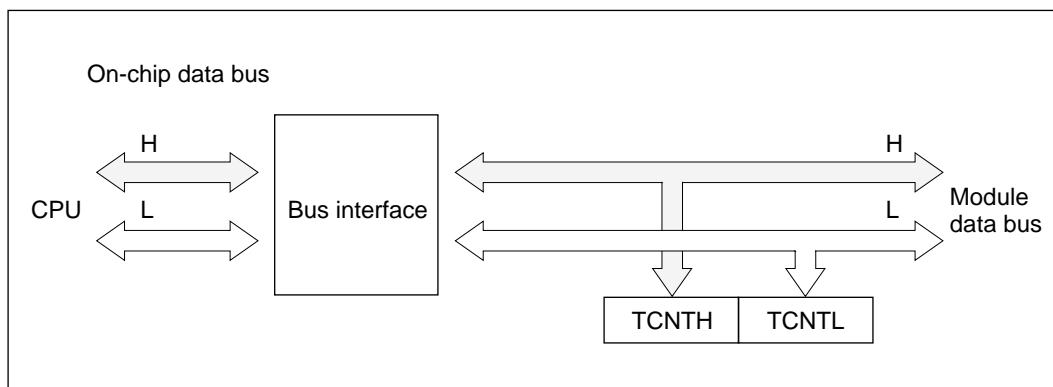 On-chip data bus
H
H
CPU
L
Bus interface
L
Module
data bus
TCNTH
TCNTL